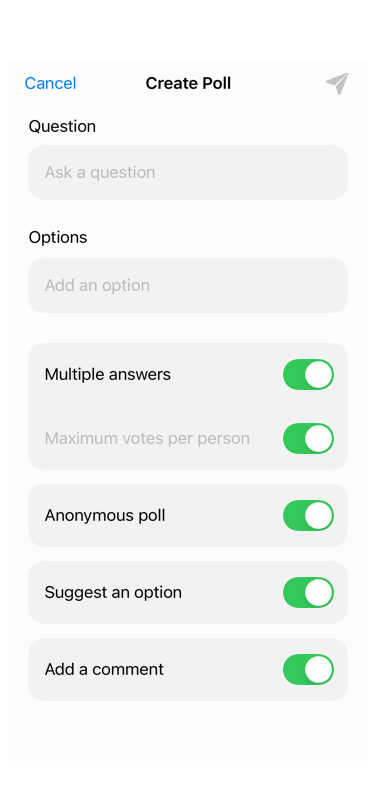 Cancel Create Poll
Question
Ask a question
Options
Add an option
Multiple answers
Maximum votes per person
Anonymous poll
Suggest an option
Add a comment